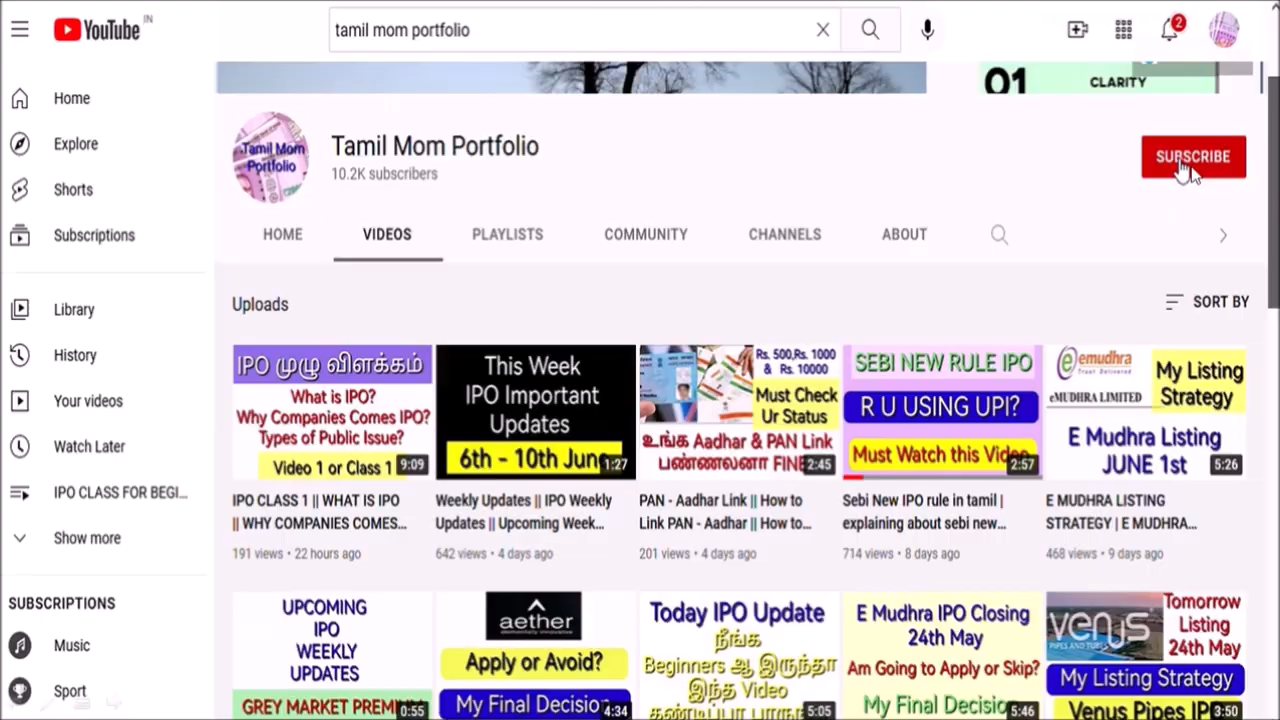 YouTube IN
tamil mom portfolio
2
Home
Explore
Shorts
Subscriptions
Library
History
Your videos
Watch Later
IPO CLASS FOR BEGI...
Show more
SUBSCRIPTIONS
Music
Sport
01
CLARITY
Tamil Mom
Portfolio
Tamil Mom Portfolio
10.2K subscribers
SUBSCRIBE
HOME
VIDEOS
PLAYLISTS
COMMUNITY
CHANNELS
ABOUT
Uploads
SORT BY
IPO முழு விளக்கம்
What is IPO?
Why Companies Comes IPO?
Types of Public Issue?
Video 1 or Class 1
9:09
IPO CLASS 1 || WHAT IS IPO
|| WHY COMPANIES COMES...
191 views • 22 hours ago
This Week
IPO Important
Updates
6th - 10th June
1:27
Weekly Updates || IPO Weekly
Updates || Upcoming Week...
642 views • 4 days ago
Rs. 500,Rs. 1000
& Rs. 10000
Must Check
Ur Status
உங்க Aadhar & PAN Link
பண்ணலனா FINE
2:45
PAN - Aadhar Link || How to
Link PAN - Aadhar || How to...
201 views • 4 days ago
SEBI NEW RULE IPO
R U USING UPI?
Must Watch this Video
2:57
Sebi New IPO rule in tamil |
explaining about sebi new...
714 views • 8 days ago
emudhra
Trust Delivered
eMUDHRA LIMITED
My Listing
Strategy
E Mudhra Listing
JUNE 1st
5:26
E MUDHRA LISTING
STRATEGY | E MUDHRA...
468 views • 9 days ago
UPCOMING
IPO
WEEKLY
UPDATES
GREY MARKET PREMI
0:55
aether
Apply or Avoid?
My Final Decision
4:34
Today IPO Update
நீங்க
Beginners ஆ இருந்தா
இந்த Video
கண்டிப்பா பாருங்க
5:05
E Mudhra IPO Closing
24th May
Am Going to Apply or Skip?
My Final Decision
5:46
venus
PIPES AND TUBES
Tomorrow
Listing
24th May
My Listing Strategy
Venus Pipes IP
3:50